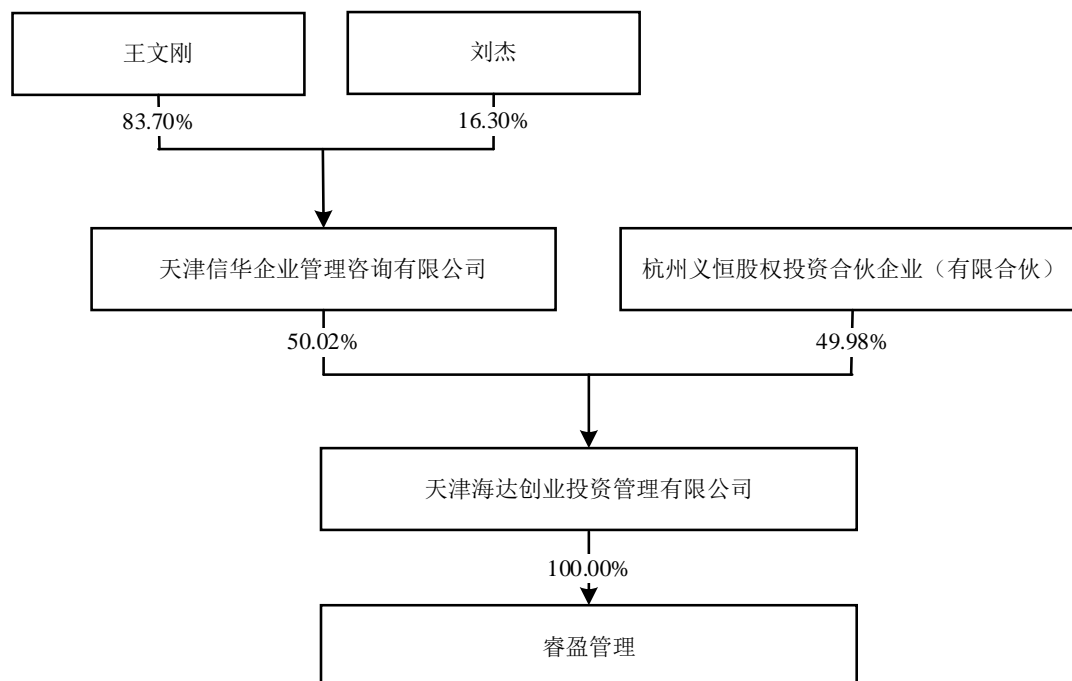 王文刚
刘杰
83.70%
16.30%
天津信华企业管理咨询有限公司
杭州义恒股权投资合伙企业（有限合伙）
50.02%
49.98%
天津海达创业投资管理有限公司
100.00%
睿盈管理